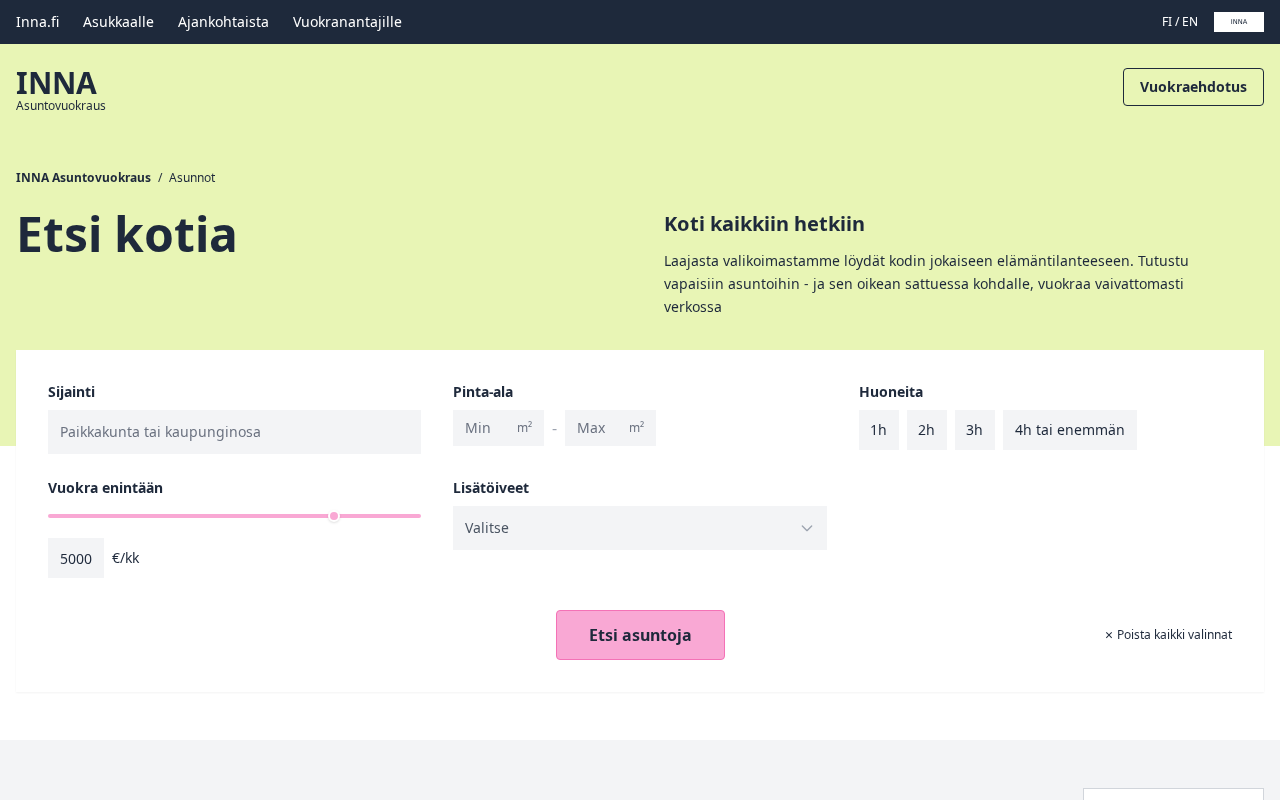 Inna.fi Asukkaalle Ajankohtaista Vuokranantajille FI / EN INNA
INNA
Asuntovuokraus
Vuokraehdotus
INNA Asuntovuokraus / Asunnot
Etsi kotia
Koti kaikkiin hetkiin
Laajasta valikoimastamme löydät kodin jokaiseen elämäntilanteeseen. Tutustu
vapaisiin asuntoihin - ja sen oikean sattuessa kohdalle, vuokraa vaivattomasti
verkossa
Sijainti
Paikkakunta tai kaupunginosa
Pinta-ala
Min m² - Max m²
Huoneita
1h 2h 3h 4h tai enemmän
Vuokra enintään
5000 €/kk
Lisätöiveet
Valitse
Etsi asuntoja
× Poista kaikki valinnat